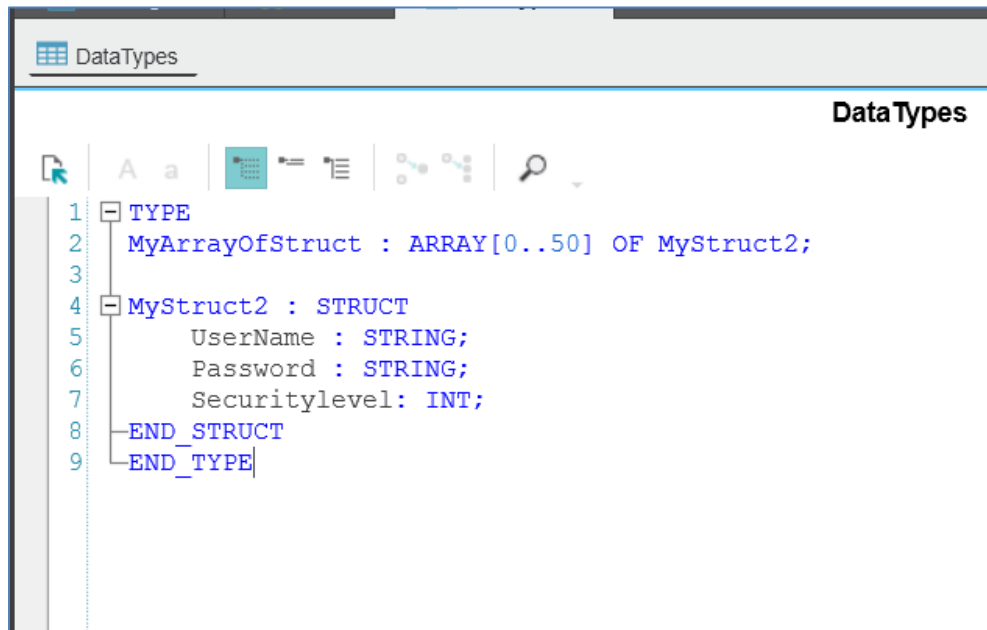 DataTypes
DataTypes
A a
1 TYPE
2 MyArrayOfStruct : ARRAY[0..50] OF MyStruct2;
3
4 MyStruct2 : STRUCT
5 UserName : STRING;
6 Password : STRING;
7 Securitylevel: INT;
8 END_STRUCT
9 END_TYPE